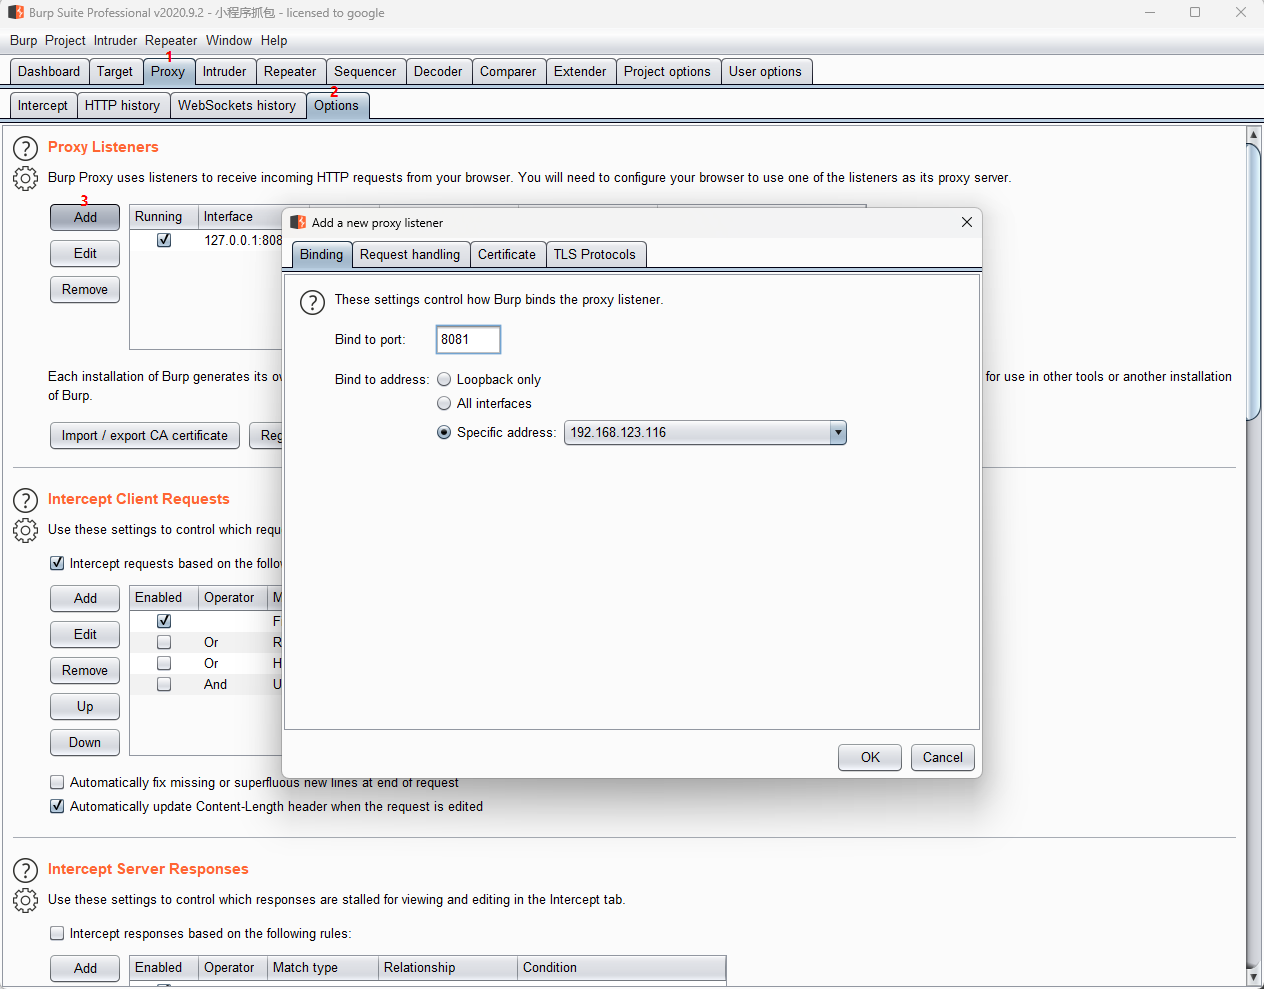 Burp Suite Professional v2020.9.2 - 小程序抓包 - licensed to google
Burp Project Intruder Repeater Window Help
1
Dashboard Target Proxy Intruder Repeater Sequencer Decoder Comparer Extender Project options User options
2
Intercept HTTP history WebSockets history Options
Proxy Listeners
Burp Proxy uses listeners to receive incoming HTTP requests from your browser. You will need to configure your browser to use one of the listeners as its proxy server.
3
Add
Edit
Remove
Running Interface
127.0.0.1:808
Each installation of Burp generates its
for use in other tools or another installation
of Burp.
Import / export CA certificate
Reg
Add a new proxy listener
Binding Request handling Certificate TLS Protocols
These settings control how Burp binds the proxy listener.
Bind to port: 8081
Bind to address: Loopback only
All interfaces
Specific address: 192.168.123.116
OK Cancel
Intercept Client Requests
Use these settings to control which requ
Intercept requests based on the follo
Add
Edit
Remove
Up
Down
Enabled Operator M
F
Or R
Or H
And U
Automatically fix missing or superfluous new lines at end of request
Automatically update Content-Length header when the request is edited
Intercept Server Responses
Use these settings to control which responses are stalled for viewing and editing in the Intercept tab.
Intercept responses based on the following rules:
Add
Enabled Operator Match type Relationship Condition